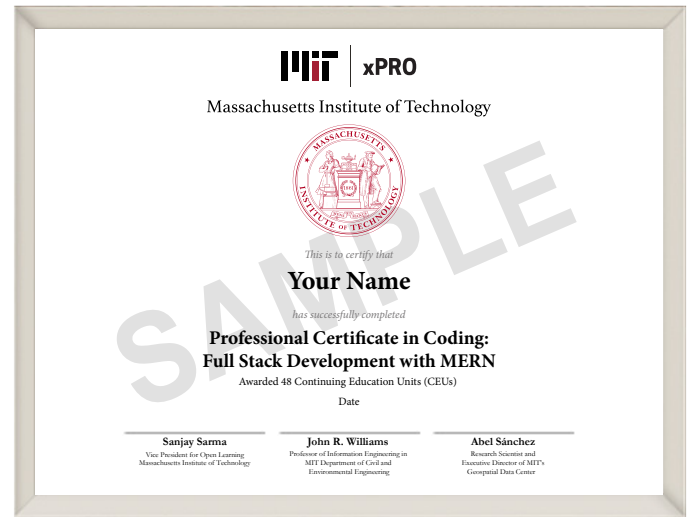 MIT xPRO
Massachusetts Institute of Technology
MASSACHUSETTS
INSTITUTE OF TECHNOLOGY
1861
SAMPLE
This is to certify that
Your Name
has successfully completed
Professional Certificate in Coding:
Full Stack Development with MERN
Awarded 48 Continuing Education Units (CEUs)
Date
Sanjay Sarma
Vice President for Open Learning
Massachusetts Institute of Technology
John R. Williams
Professor of Information Engineering in
MIT Department of Civil and
Environmental Engineering
Abel Sánchez
Research Scientist and
Executive Director of MIT's
Geospatial Data Center